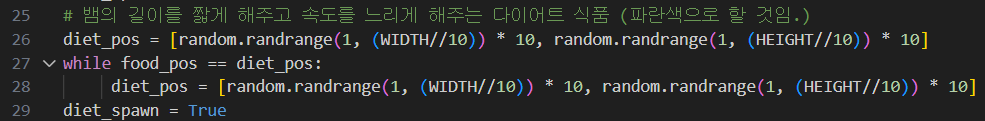 25 # 뱀의 길이를 짧게 해주고 속도를 느리게 해주는 다이어트 식품 (파란색으로 할 것임.)
26 diet_pos = [random.randrange(1, (WIDTH//10)) * 10, random.randrange(1, (HEIGHT//10)) * 10]
27 while food_pos == diet_pos:
28 diet_pos = [random.randrange(1, (WIDTH//10)) * 10, random.randrange(1, (HEIGHT//10)) * 10]
29 diet_spawn = True